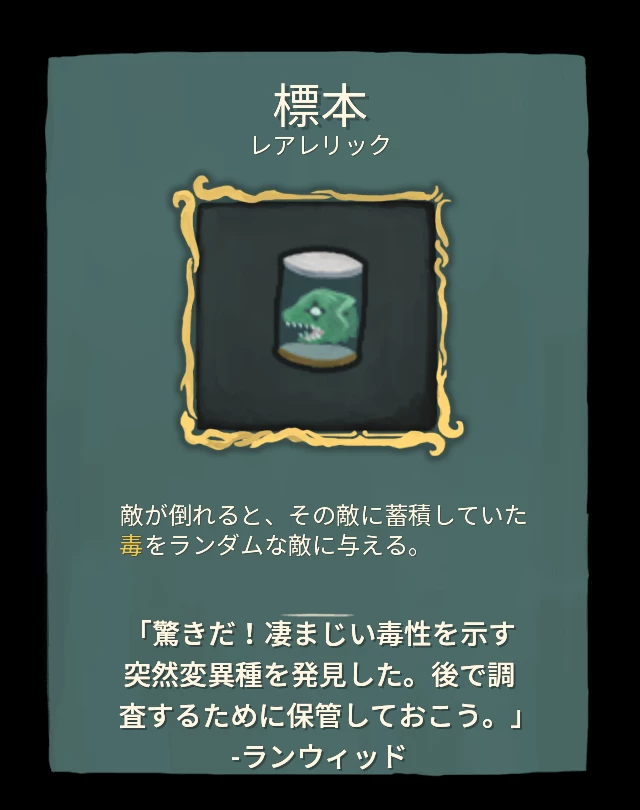 標本
レアレリック
敵が倒れると、その敵に蓄積していた
毒をランダムな敵に与える。
「驚きだ！凄まじい毒性を示す
突然変異種を発見した。後で調
査するために保管しておこう。」
-ランウィッド